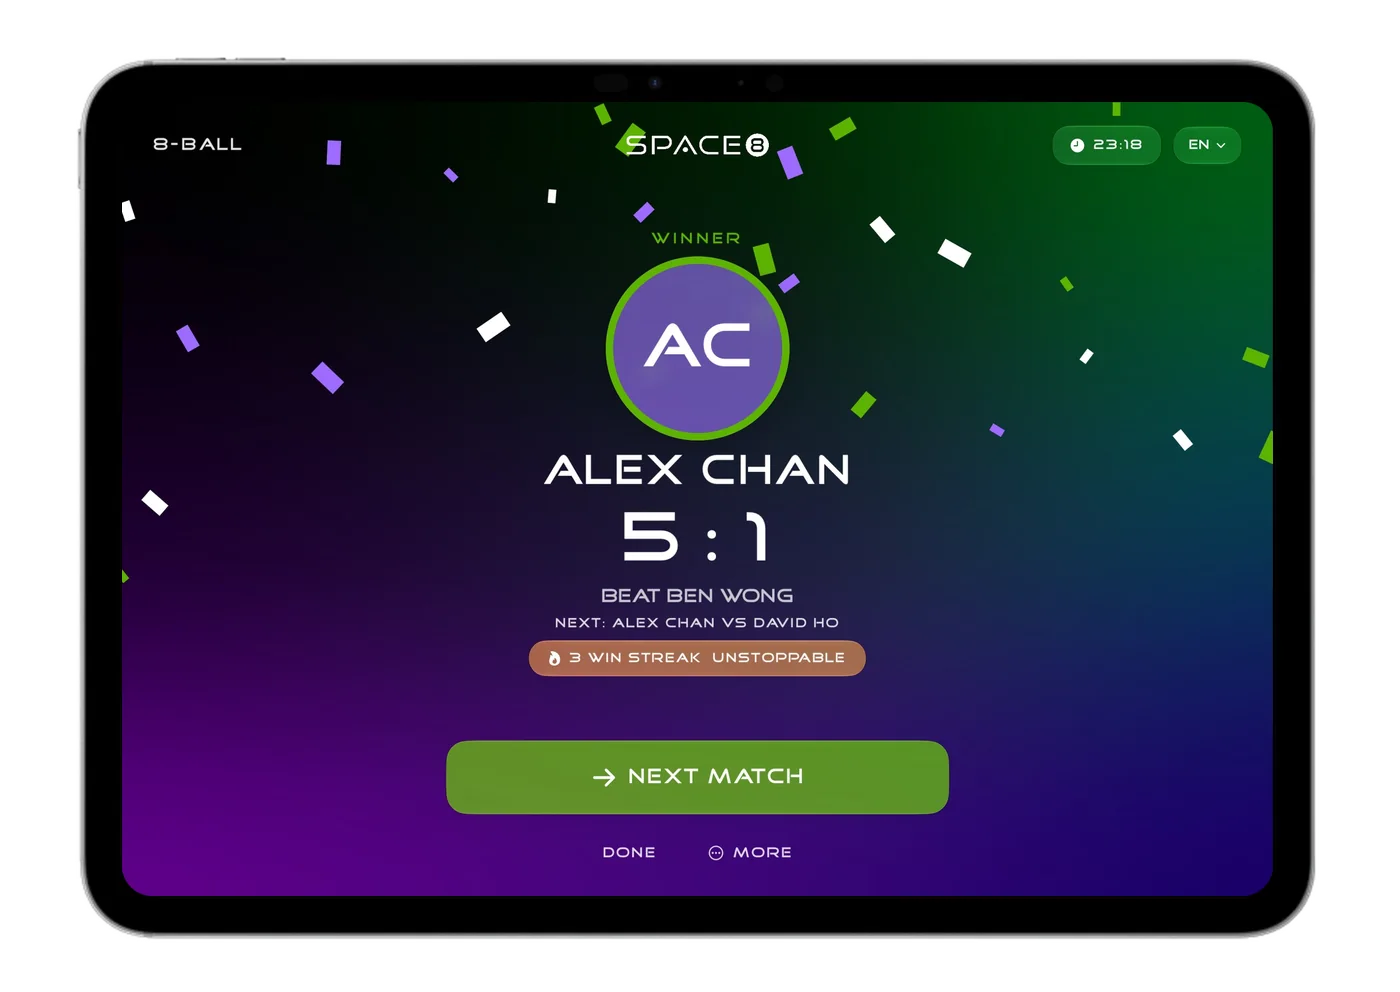 8-BALL
SPACE8
23:18
EN
WINNER
AC
ALEX CHAN
5 : 1
BEAT BEN WONG
NEXT: ALEX CHAN VS DAVID HO
3 WIN STREAK UNSTOPPABLE
→ NEXT MATCH
DONE
MORE